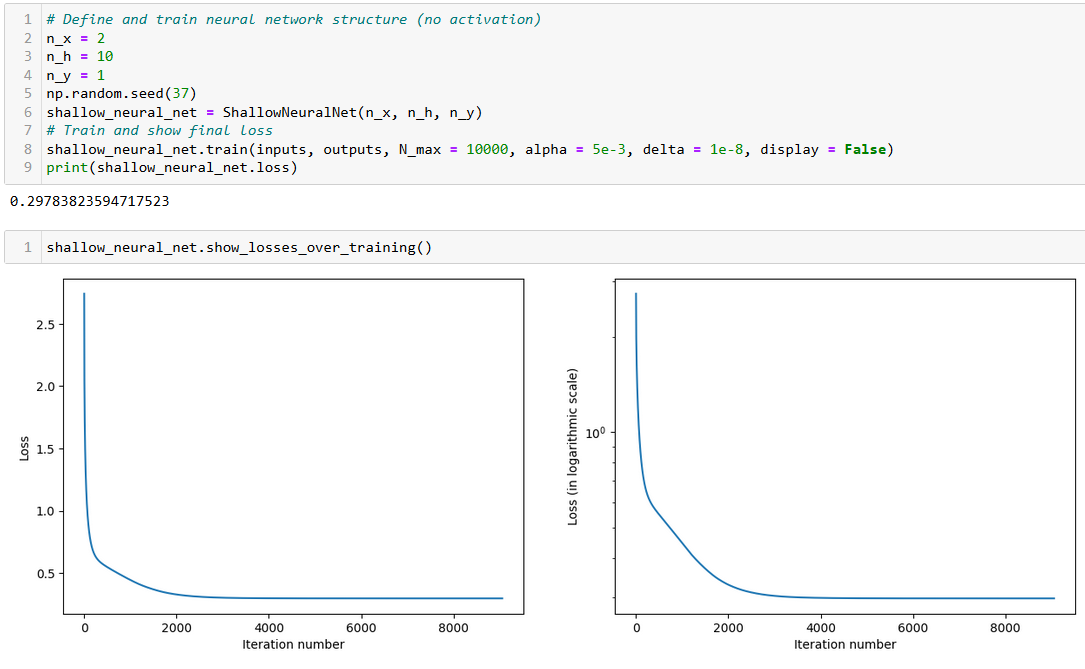 1 # Define and train neural network structure (no activation)
2 n_x = 2
3 n_h = 10
4 n_y = 1
5 np.random.seed(37)
6 shallow_neural_net = ShallowNeuralNet(n_x, n_h, n_y)
7 # Train and show final loss
8 shallow_neural_net.train(inputs, outputs, N_max = 10000, alpha = 5e-3, delta = 1e-8, display = False)
9 print(shallow_neural_net.loss)
0.29783823594717523
1 shallow_neural_net.show_losses_over_training()
2.5
2.0
1.5
1.0
0.5
Loss
0 2000 4000 6000 8000
Iteration number
10⁰
Loss (in logarithmic scale)
0 2000 4000 6000 8000
Iteration number